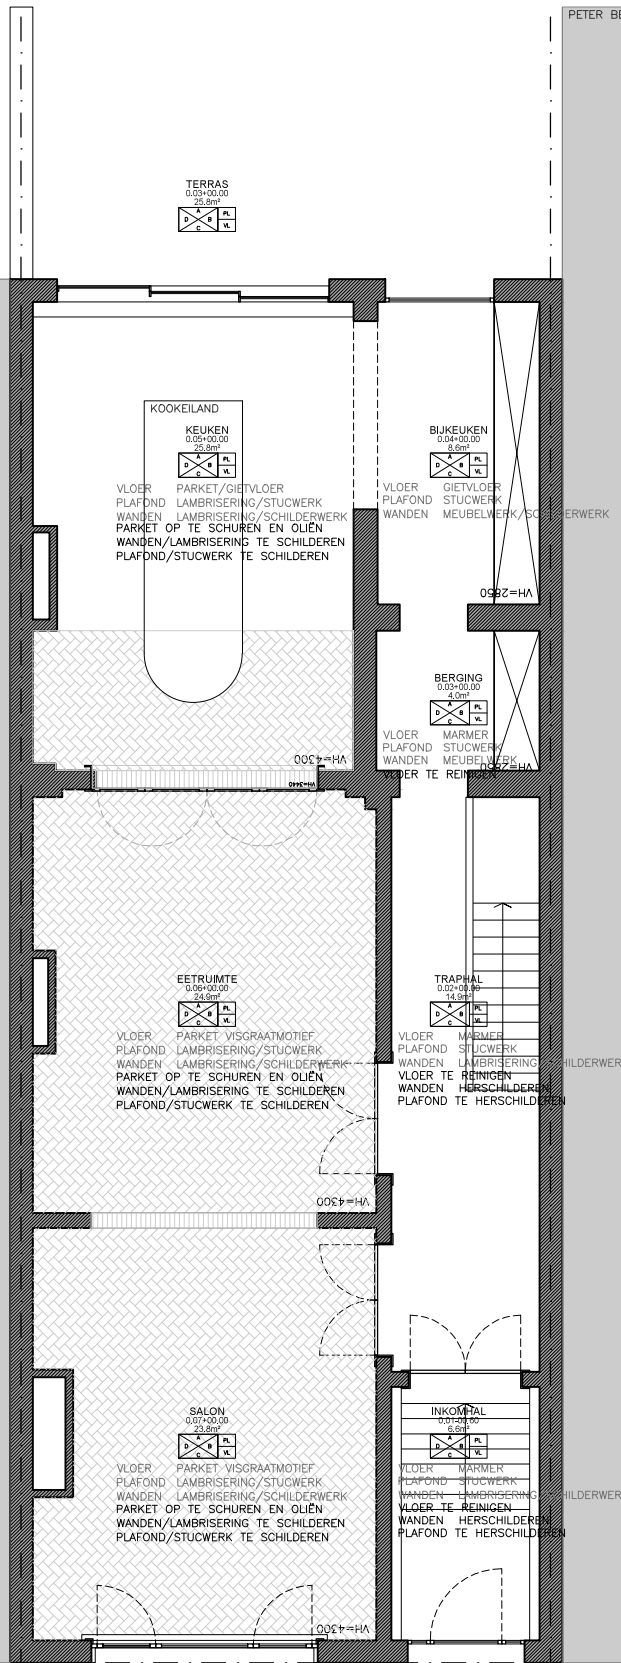 PETER BE
TERRAS
0.03+00.00
25.8m²
A
D B
C
PL
VL
KOOKEILAND
KEUKEN
0.05+00.00
25.8m²
A
D B
C
PL
VL
VLOER PARKET/GIETVLOER
PLAFOND LAMBRISERING/STUCWERK
WANDEN LAMBRISERING/SCHILDERWERK
PARKET OP TE SCHUREN EN OLIËN
WANDEN/LAMBRISERING TE SCHILDEREN
PLAFOND/STUCWERK TE SCHILDEREN
BIJKEUKEN
0.04+00.00
8.6m²
A
D B
C
PL
VL
VLOER GIETVLOER
PLAFOND STUCWERK
WANDEN MEUBELWERK/SCHILDERWERK
VH=2850
BERGING
0.03+00.00
4.0m²
A
D B
C
PL
VL
VLOER MARMER
PLAFOND STUCWERK
WANDEN MEUBELWERK
VLOER TE REINIGEN
VH=2850
VH=4300
VH=3440
EETRUIMTE
0.06+00.00
24.9m²
A
D B
C
PL
VL
VLOER PARKET VISGRAATMOTIEF
PLAFOND LAMBRISERING/STUCWERK
WANDEN LAMBRISERING/SCHILDERWERK
PARKET OP TE SCHUREN EN OLIËN
WANDEN/LAMBRISERING TE SCHILDEREN
PLAFOND/STUCWERK TE SCHILDEREN
VH=4300
TRAPHAL
0.02+00.00
14.9m²
A
D B
C
PL
VL
VLOER MARMER
PLAFOND STUCWERK
WANDEN LAMBRISERING/SCHILDERWER
VLOER TE REINIGEN
WANDEN HERSCHILDEREN
PLAFOND TE HERSCHILDEREN
SALON
0.07+00.00
23.8m²
A
D B
C
PL
VL
VLOER PARKET VISGRAATMOTIEF
PLAFOND LAMBRISERING/STUCWERK
WANDEN LAMBRISERING/SCHILDERWERK
PARKET OP TE SCHUREN EN OLIËN
WANDEN/LAMBRISERING TE SCHILDEREN
PLAFOND/STUCWERK TE SCHILDEREN
VH=4300
INKOMHAL
0.01-00.60
6.6m²
A
D B
C
PL
VL
VLOER MARMER
PLAFOND STUCWERK
WANDEN LAMBRISERING/SCHILDERWER
VLOER TE REINIGEN
WANDEN HERSCHILDEREN
PLAFOND TE HERSCHILDEREN